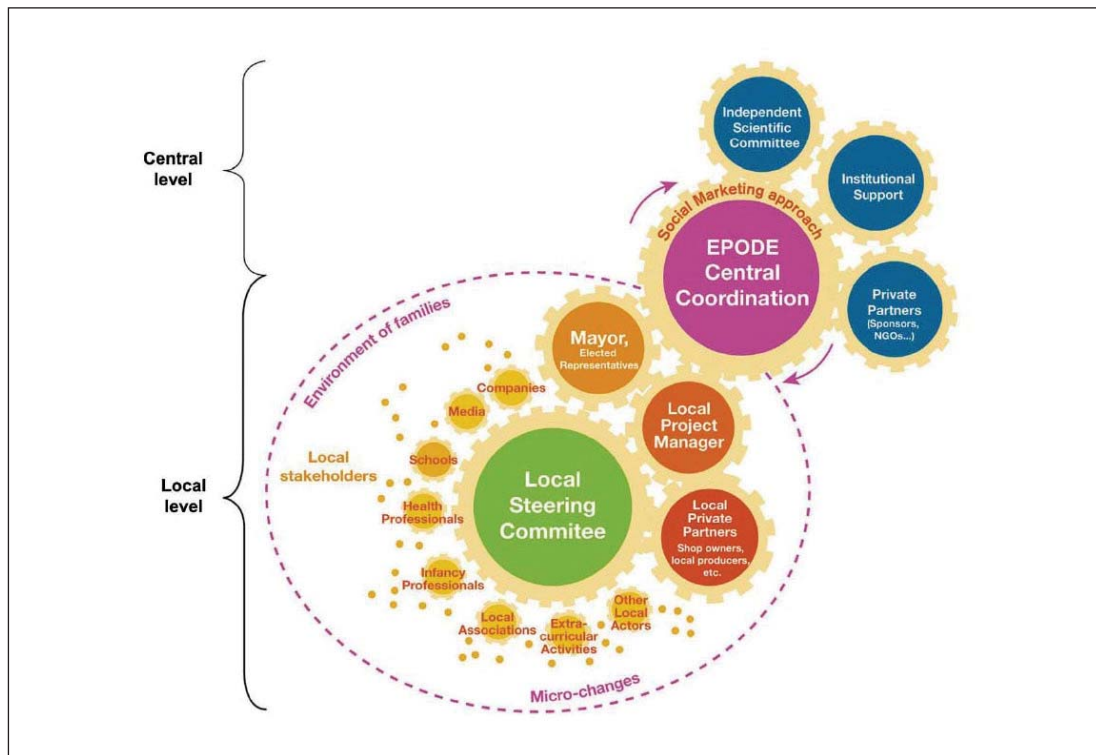 Central
level
Independent
Scientific
Committee
Institutional
Support
Social Marketing approach
EPODE
Central
Coordination
Private
Partners
(Sponsors,
NGOs...)
Environment of families
Mayor,
Elected
Representatives
Companies
Media
Local
Project
Manager
Schools
Local
stakeholders
Local
level
Local
Steering
Commitee
Health
Professionals
Local
Private
Partners
Shop owners,
local producers,
etc.
Infancy
Professionals
Local
Associations
Extra-
curricular
Activities
Other
Local
Actors
Micro-changes